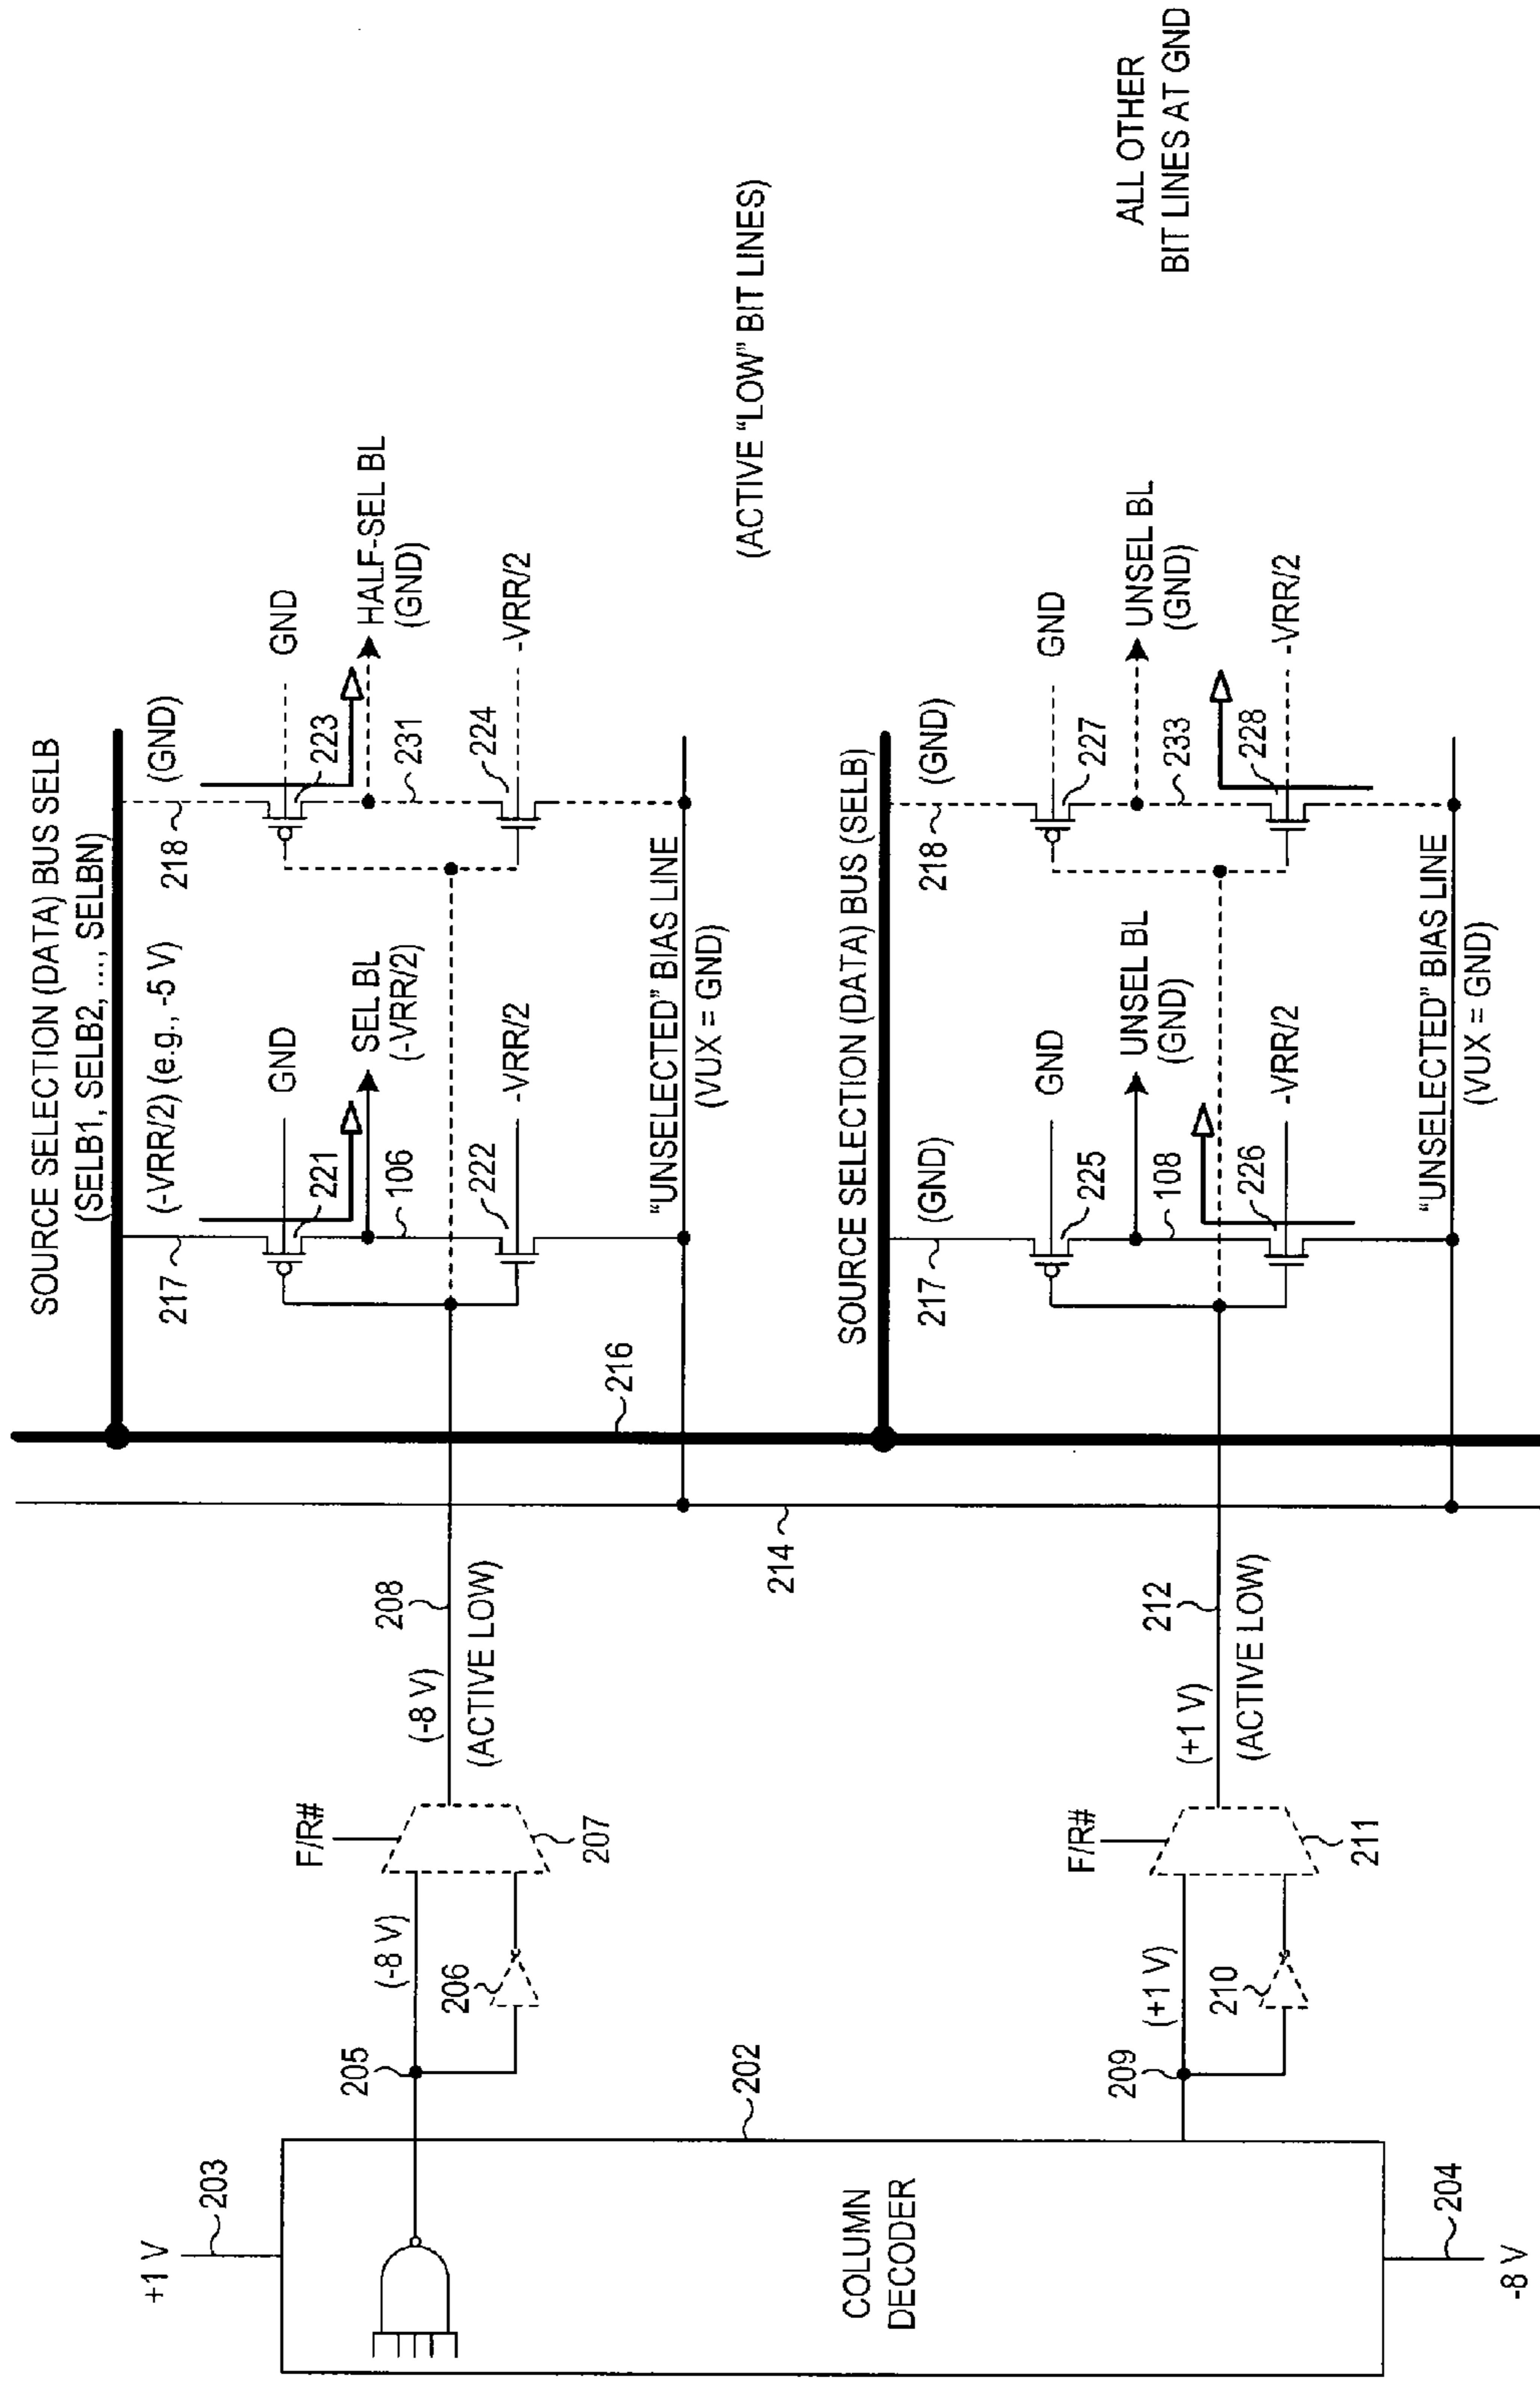 SOURCE SELECTION (DATA) BUS SELB
(SELB1, SELB2, ..., SELBN)
217
(-VRR/2) (e.g., -5 V)
218
(GND)
+1 V
203
F/R#
GND
GND
221
223
205
(-8 V)
(-8 V)
208
106
SEL BL
(-VRR/2)
231
HALF-SEL BL
(GND)
206
(ACTIVE LOW)
222
-VRR/2
224
-VRR/2
207
216
"UNSELECTED" BIAS LINE
(VUX = GND)
202
214
(ACTIVE "LOW" BIT LINES)
COLUMN
DECODER
SOURCE SELECTION (DATA) BUS (SELB)
217
(GND)
218
(GND)
F/R#
GND
GND
225
227
209
(+1 V)
(+1 V)
212
108
UNSEL BL
(GND)
233
UNSEL BL
(GND)
ALL OTHER
BIT LINES AT GND
210
(ACTIVE LOW)
226
-VRR/2
228
-VRR/2
211
204
-8 V
"UNSELECTED" BIAS LINE
(VUX = GND)